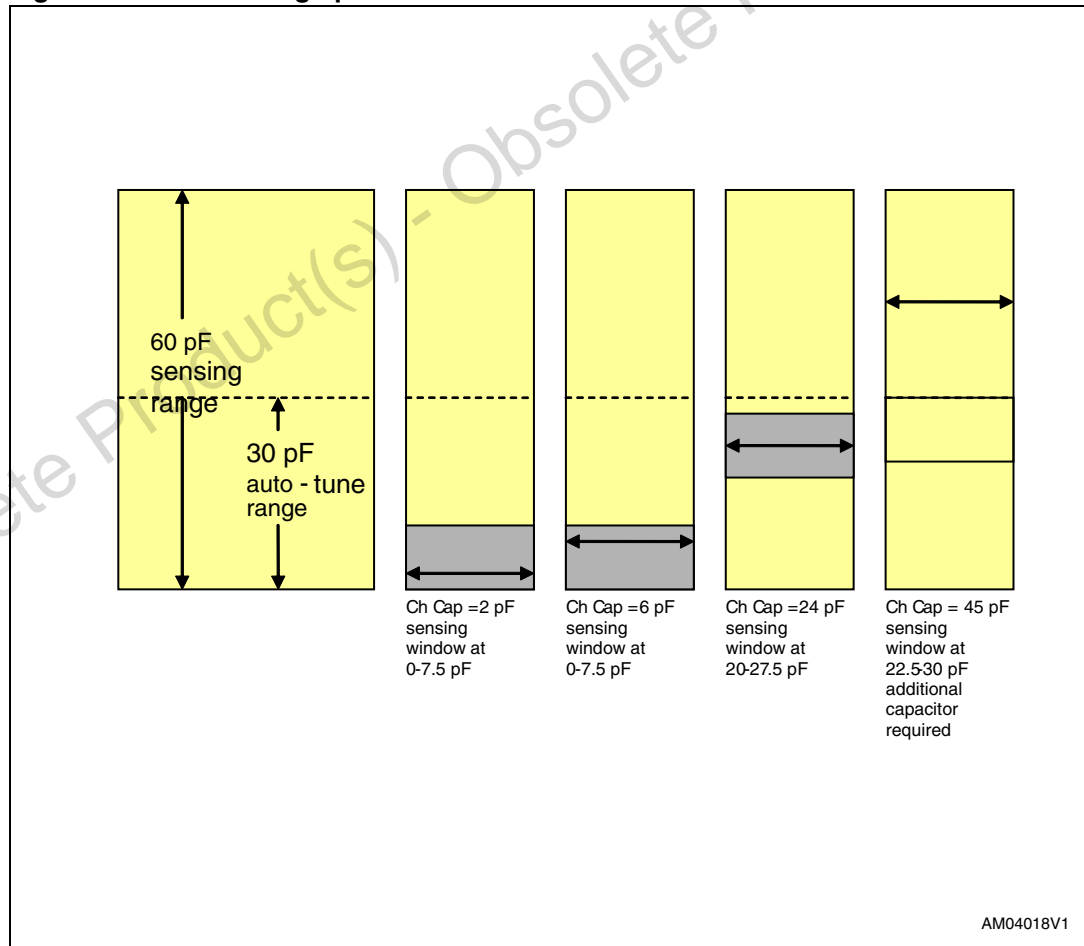 60 pF
sensing
range
30 pF
auto - tune
range
Ch Cap =2 pF
sensing
window at
0-7.5 pF
Ch Cap =6 pF
sensing
window at
0-7.5 pF
Ch Cap =24 pF
sensing
window at
20-27.5 pF
Ch Cap = 45 pF
sensing
window at
22.5-30 pF
additional
capacitor
required
AM04018V1
Product(s) - Obsolete